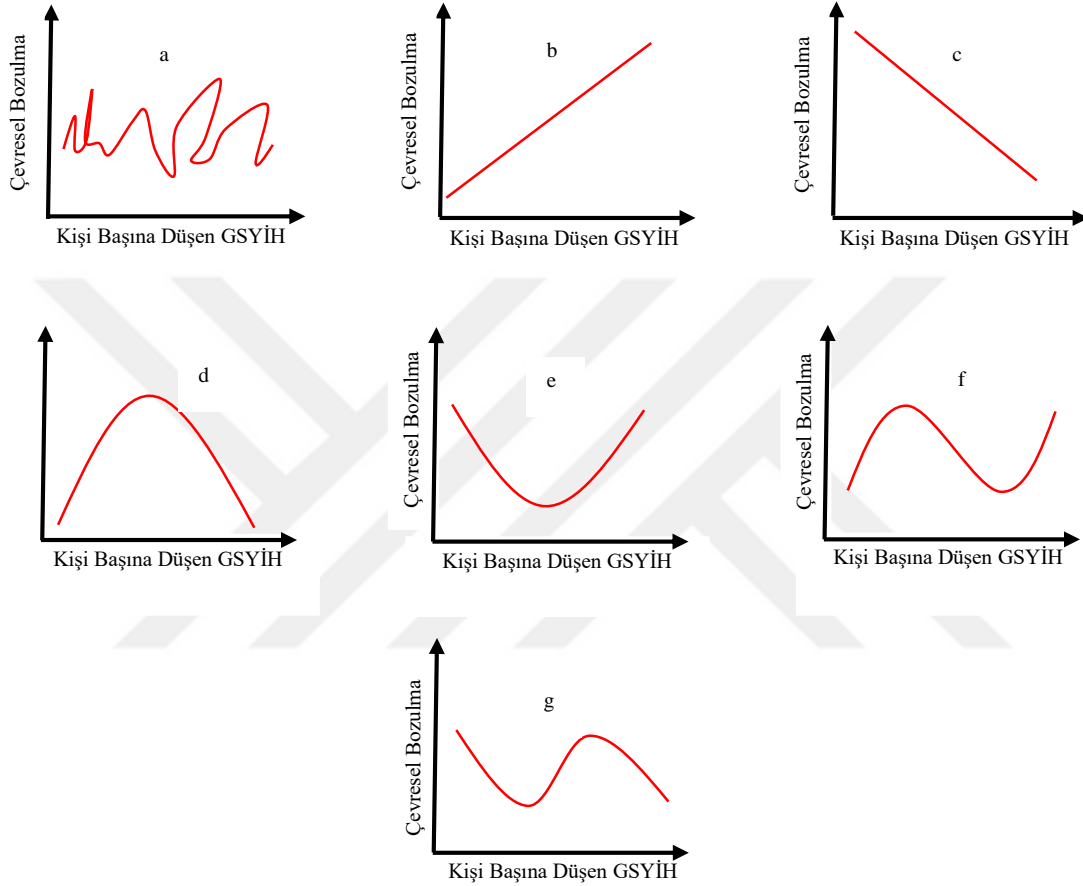 a
Çevresel Bozulma
Kişi Başına Düşen GSYİH
b
Çevresel Bozulma
Kişi Başına Düşen GSYİH
c
Çevresel Bozulma
Kişi Başına Düşen GSYİH
d
Kişi Başına Düşen GSYİH
e
Çevresel Bozulma
Kişi Başına Düşen GSYİH
f
Çevresel Bozulma
Kişi Başına Düşen GSYİH
g
Çevresel Bozulma
Kişi Başına Düşen GSYİH